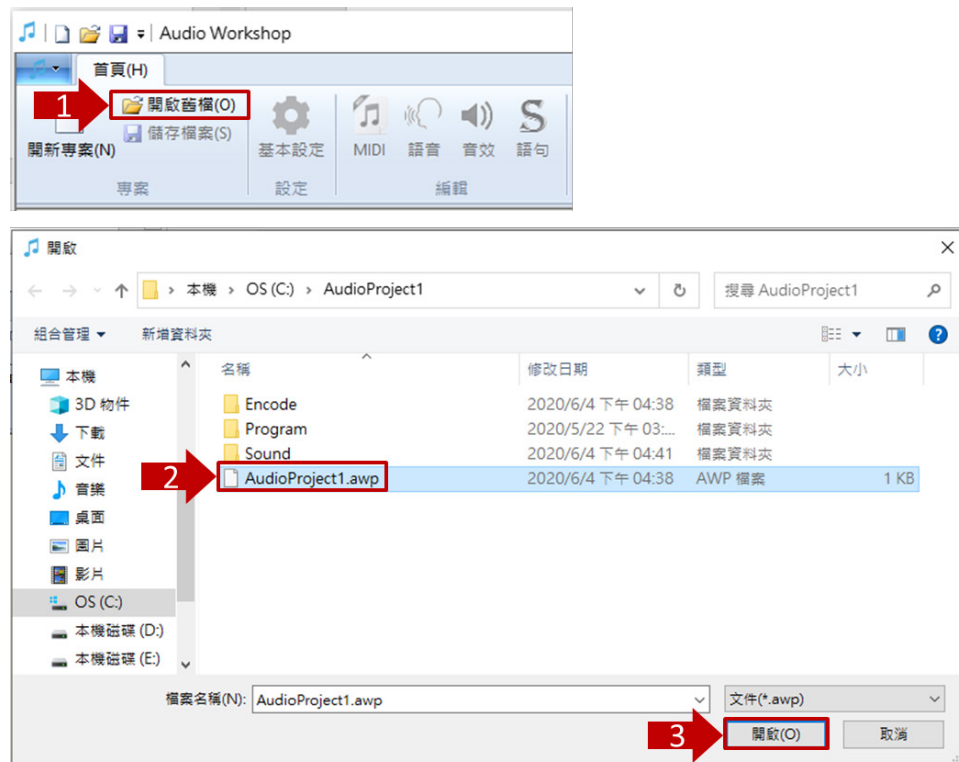 Audio Workshop
首頁(H)
1
開啟舊檔(O)
儲存檔案(S)
開新專案(N)
基本設定
MIDI 語音 音效 語句
專案 設定 編輯
開啟
本機 › OS (C:) › AudioProject1
搜尋 AudioProject1
組合管理 新增資料夾
名稱 修改日期 類型 大小
本機
3D 物件
下載
文件
音樂
桌面
圖片
影片
OS (C:)
本機磁碟 (D:)
本機磁碟 (E:)
Encode 2020/6/4 下午 04:38 檔案資料夾
Program 2020/5/22 下午 03:... 檔案資料夾
Sound 2020/6/4 下午 04:41 檔案資料夾
2
AudioProject1.awp 2020/6/4 下午 04:38 AWP 檔案 1 KB
檔案名稱(N): AudioProject1.awp 文件(*.awp)
3
開啟(O) 取消